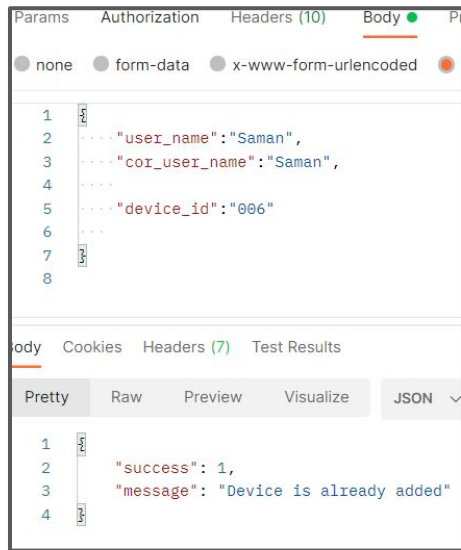 Params Authorization Headers (10) Body
none form-data x-www-form-urlencoded
1 {
2 "user_name":"Saman",
3 "cor_user_name":"Saman",
4
5 "device_id":"006"
6
7 }
8
Body Cookies Headers (7) Test Results
Pretty Raw Preview Visualize JSON
1 {
2 "success": 1,
3 "message": "Device is already added"
4 }